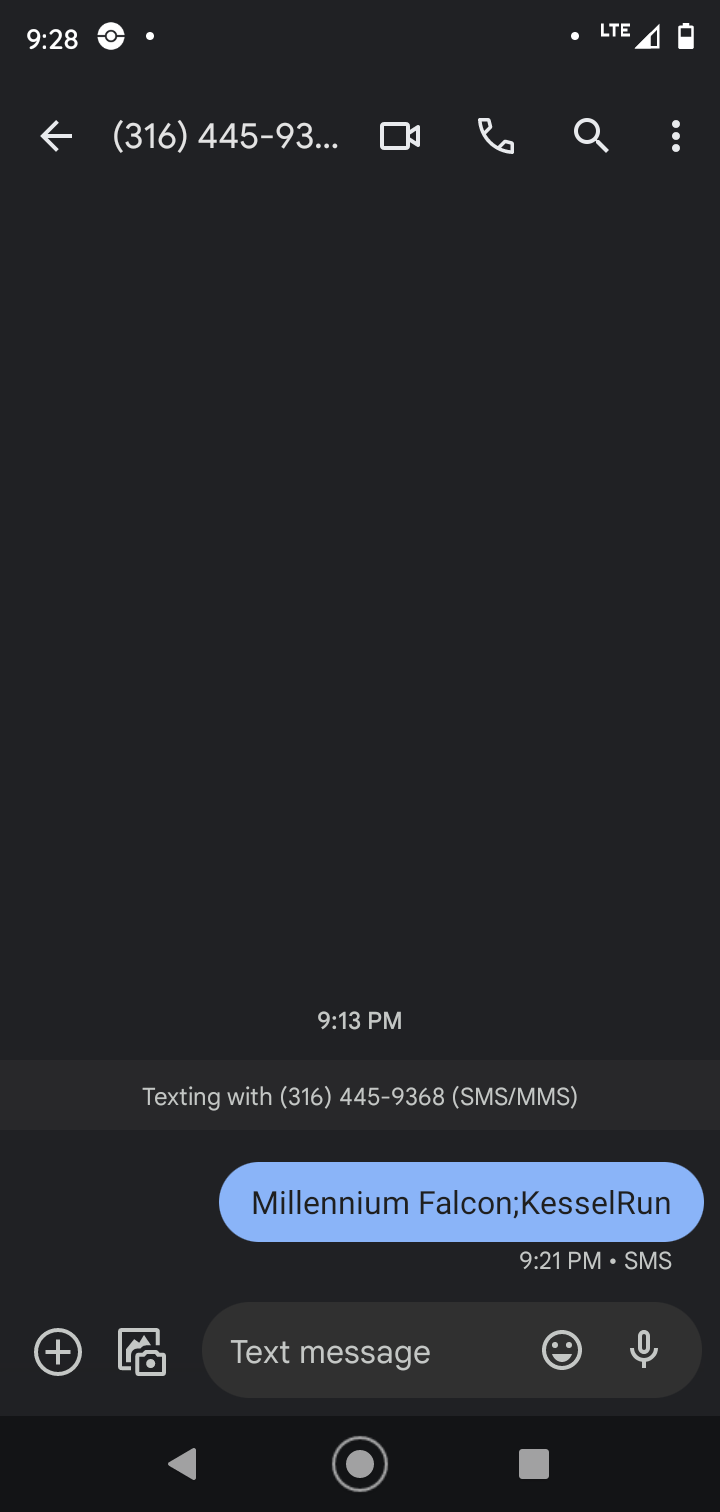 9:28
LTE
(316) 445-93...
9:13 PM
Texting with (316) 445-9368 (SMS/MMS)
Millennium Falcon;KesselRun
9:21 PM • SMS
Text message